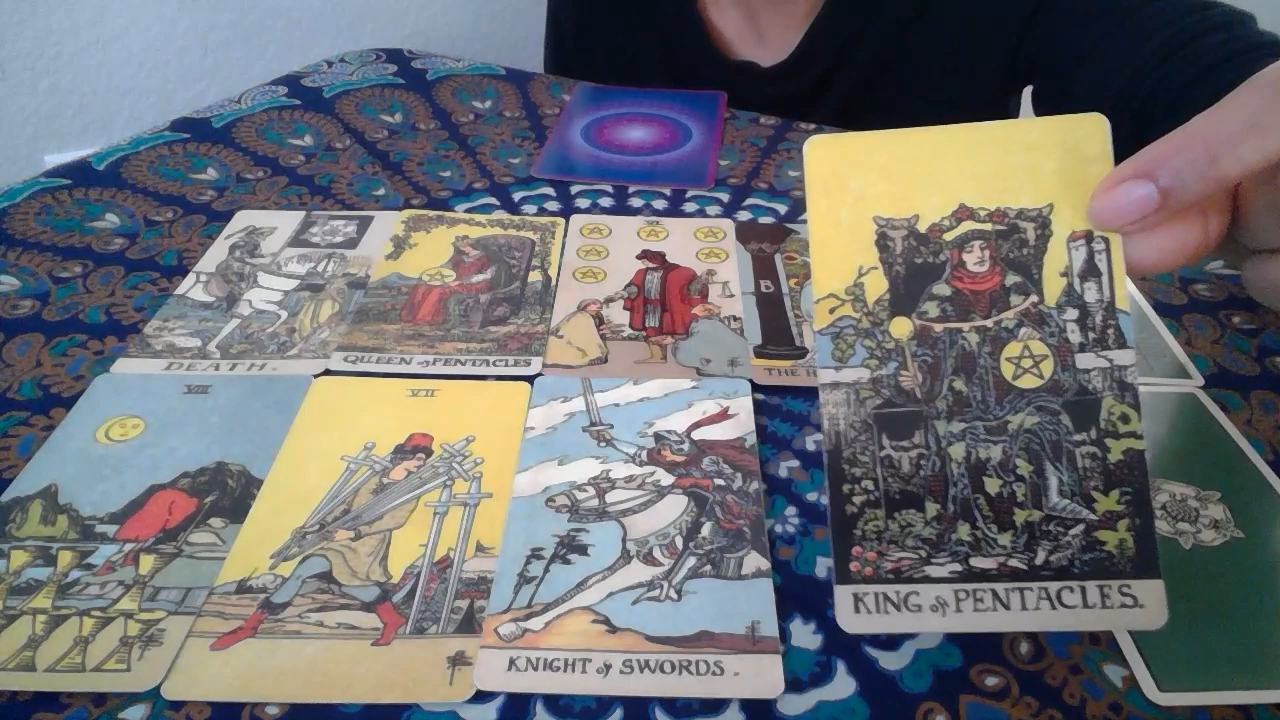 VI
B
DEATH.
QUEEN of PENTACLES
THE H
VIII
VII
KNIGHT of SWORDS.
KING of PENTACLES.